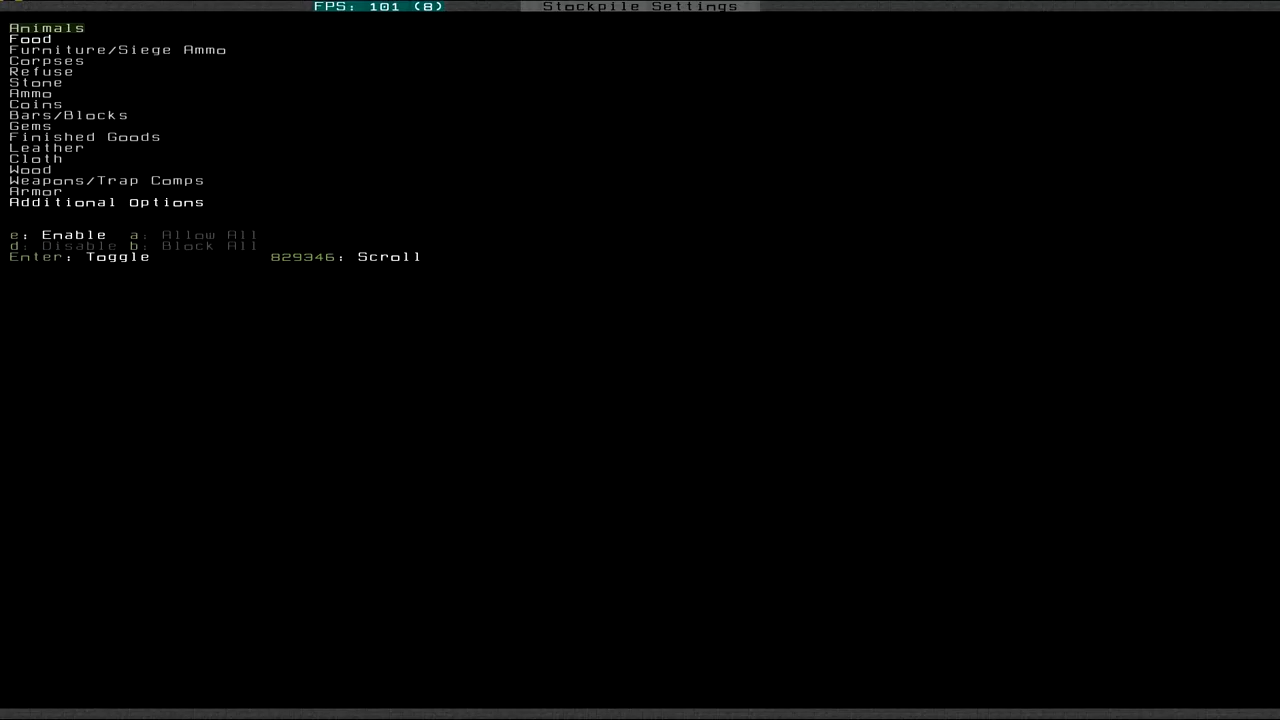 FPS: 101 (8) Stockpile Settings
Animals
Food
Furniture/Siege Ammo
Corpses
Refuse
Stone
Ammo
Coins
Bars/Blocks
Gems
Finished Goods
Leather
Cloth
Wood
Weapons/Trap Comps
Armor
Additional Options
e: Enable a: Allow All
d: Disable b: Block All
Enter: Toggle 829346: Scroll